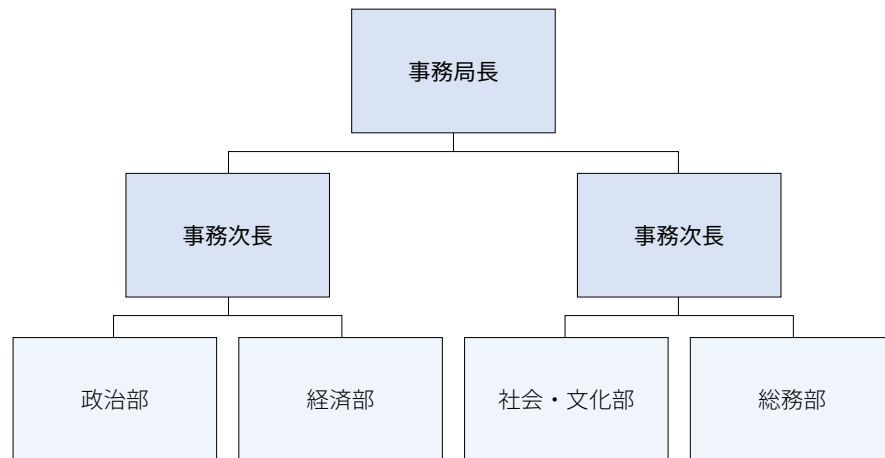 事務局長
事務次長
事務次長
政治部
経済部
社会・文化部
総務部